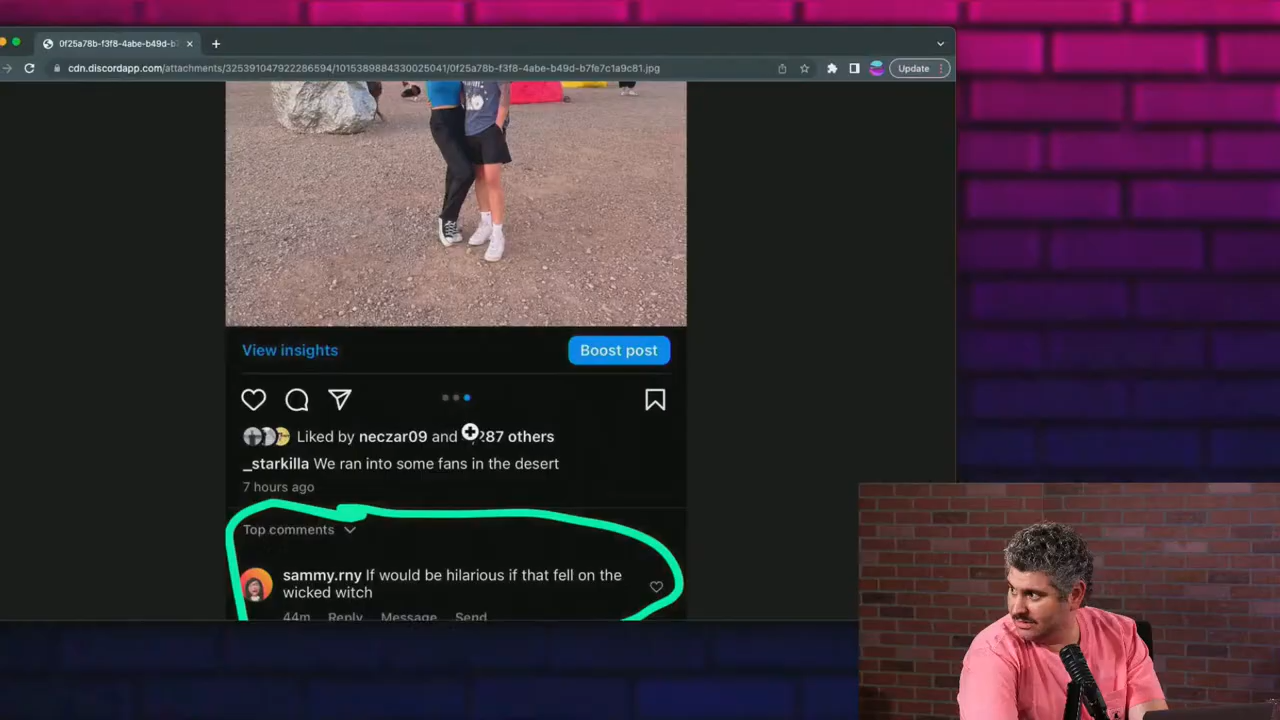 0f25a78b-f3f8-4abe-b49d-b7
cdn.discordapp.com/attachments/325391047922286594/1015389884330025041/0f25a78b-f3f8-4abe-b49d-b7fe7c1a9c81.jpg
Update
View insights
Boost post
Liked by neczar09 and 287 others
_starkilla We ran into some fans in the desert
7 hours ago
Top comments
sammy.rny If would be hilarious if that fell on the
wicked witch
44m Reply Message Send